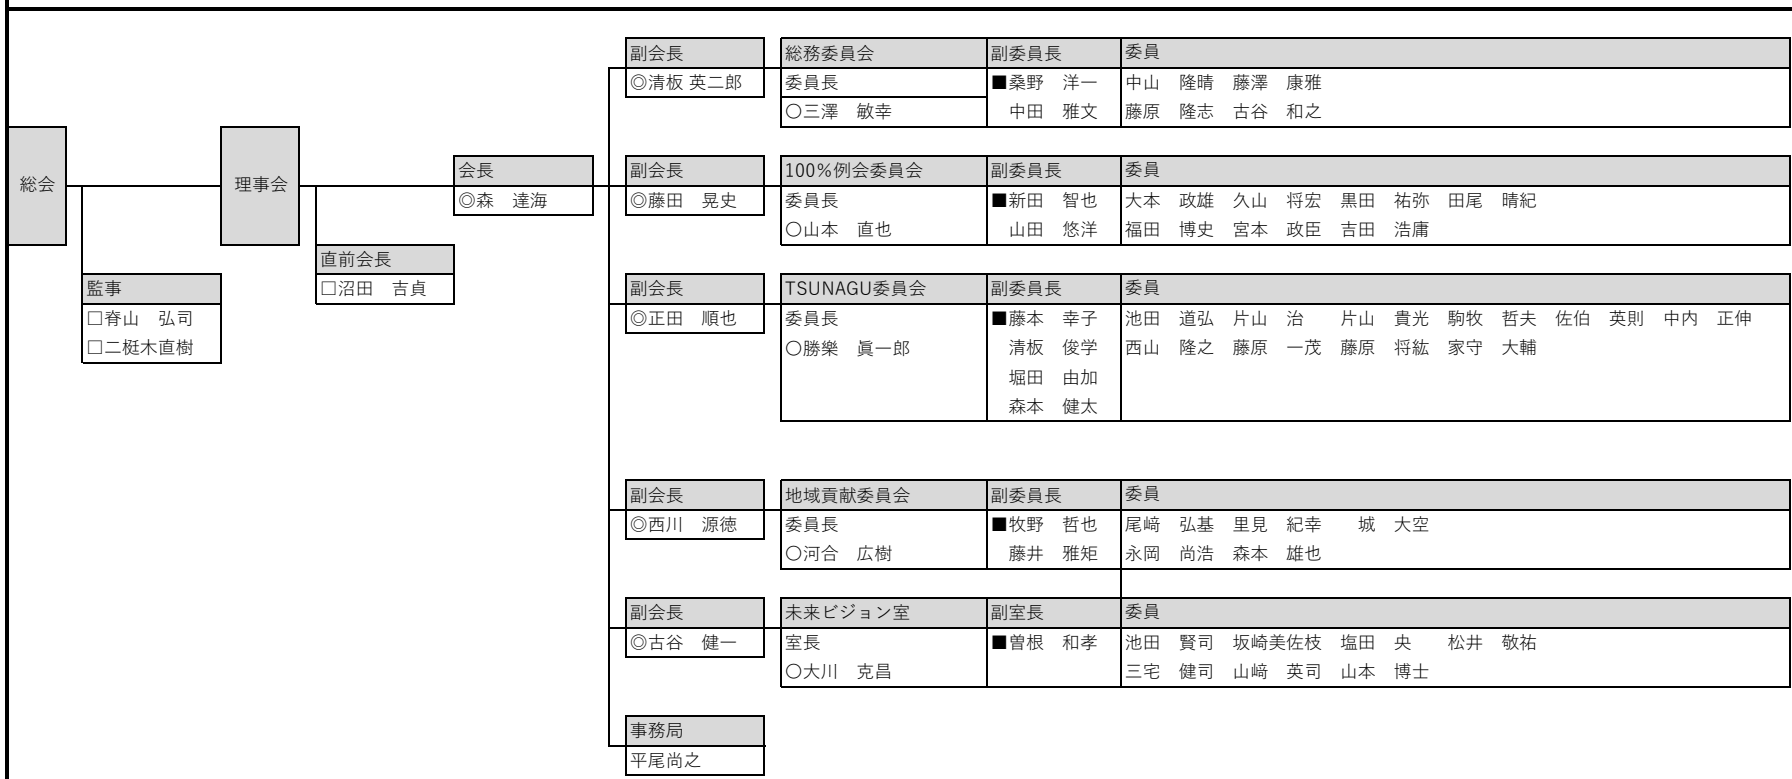 総会
監事
□脊山　弘司
□二梃木直樹
理事会
直前会長
□沼田　吉貞
会長
◎森　達海
副会長
◎清板 英二郎
総務委員会
委員長
〇三澤　敏幸
副委員長
■桑野　洋一
中田　雅文
委員
中山　隆晴　藤澤　康雅
藤原　隆志　古谷　和之
副会長
◎藤田　晃史
100%例会委員会
委員長
〇山本　直也
副委員長
■新田　智也
山田　悠洋
委員
大本　政雄　久山　将宏　黒田　祐弥　田尾　晴紀
福田　博史　宮本　政臣　吉田　浩庸
副会長
◎正田　順也
TSUNAGU委員会
委員長
〇勝樂　眞一郎
副委員長
■藤本　幸子
清板　俊学
堀田　由加
森本　健太
委員
池田　道弘　片山　治　　片山　貴光　駒牧　哲夫　佐伯　英則　中内　正伸
西山　隆之　藤原　一茂　藤原　将紘　家守　大輔
副会長
◎西川　源徳
地域貢献委員会
委員長
〇河合　広樹
副委員長
■牧野　哲也
藤井　雅矩
委員
尾﨑　弘基　里見　紀幸　　城　大空
永岡　尚浩　森本　雄也
副会長
◎古谷　健一
未来ビジョン室
室長
〇大川　克昌
副室長
■曽根　和孝
委員
池田　賢司　坂崎美佐枝　塩田　央　　松井　敬祐
三宅　健司　山﨑　英司　山本　博士
事務局
平尾尚之